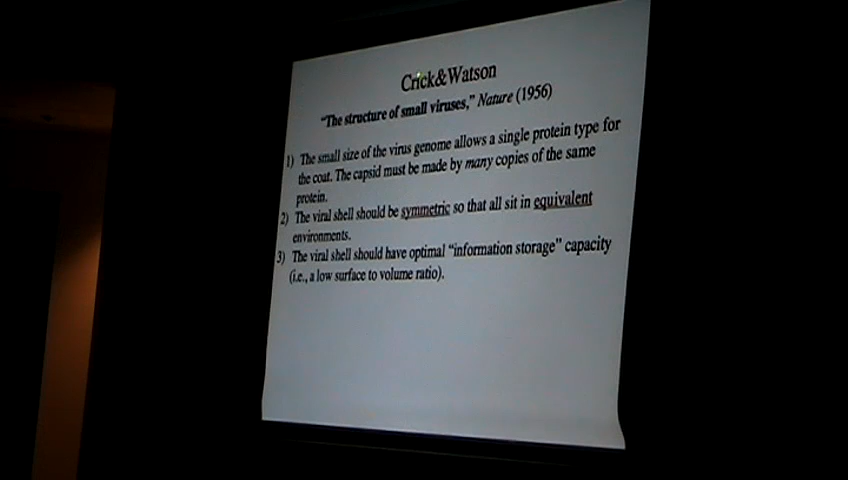 Crick&Watson
"The structure of small viruses," Nature (1956)
1) The small size of the virus genome allows a single protein type for
the coat. The capsid must be made by many copies of the same
protein.
2) The viral shell should be symmetric so that all sit in equivalent
environments.
3) The viral shell should have optimal "information storage" capacity
(i.e., a low surface to volume ratio).